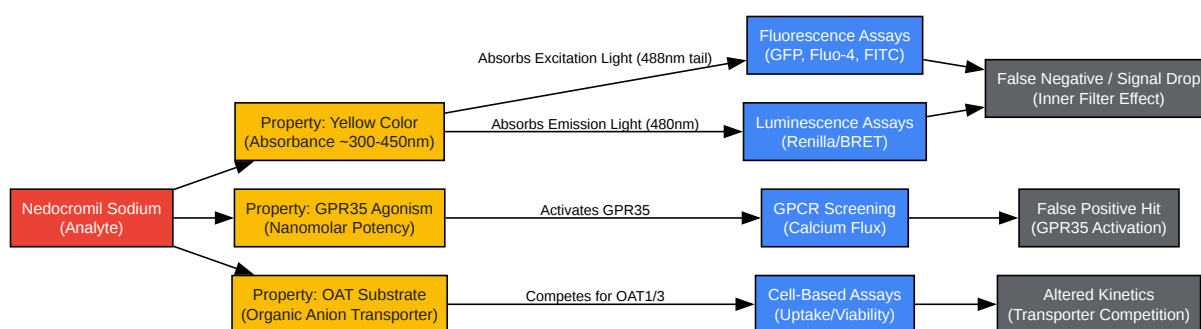 Fluorescence Assays
(GFP, Fluo-4, FITC)
Absorbs Excitation Light (488nm tail)
False Negative / Signal Drop
(Inner Filter Effect)
Property: Yellow Color
(Absorbance ~300-450nm)
Absorbs Emission Light (480nm)
Luminescence Assays
(Renilla/BRET)
Nedocromil Sodium
(Analyte)
Property: GPR35 Agonism
(Nanomolar Potency)
Activates GPR35
GPCR Screening
(Calcium Flux)
False Positive Hit
(GPR35 Activation)
Property: OAT Substrate
(Organic Anion Transporter)
Competes for OAT1/3
Cell-Based Assays
(Uptake/Viability)
Altered Kinetics
(Transporter Competition)